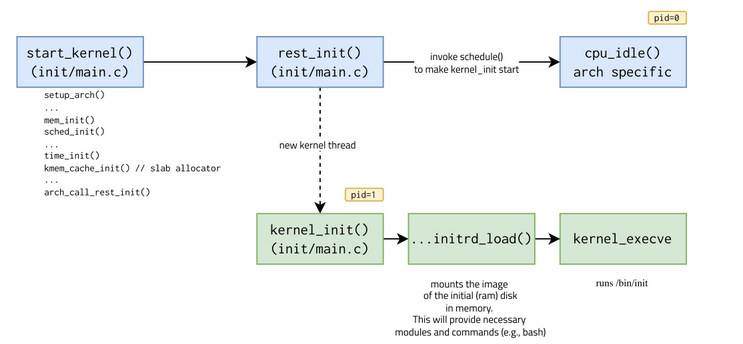 pid=0
start_kernel()
(init/main.c)
rest_init()
(init/main.c)
invoke schedule()
to make kernel_init start
cpu_idle()
arch specific
setup_arch()
...
mem_init()
sched_init()
...
time_init()
kmem_cache_init() // slab allocator
...
arch_call_rest_init()
new kernel thread
pid=1
kernel_init()
(init/main.c)
...initrd_load()
kernel_execve
mounts the image
of the initial (ram) disk
in memory.
This will provide necessary
modules and commands (e.g., bash)
runs /bin/init